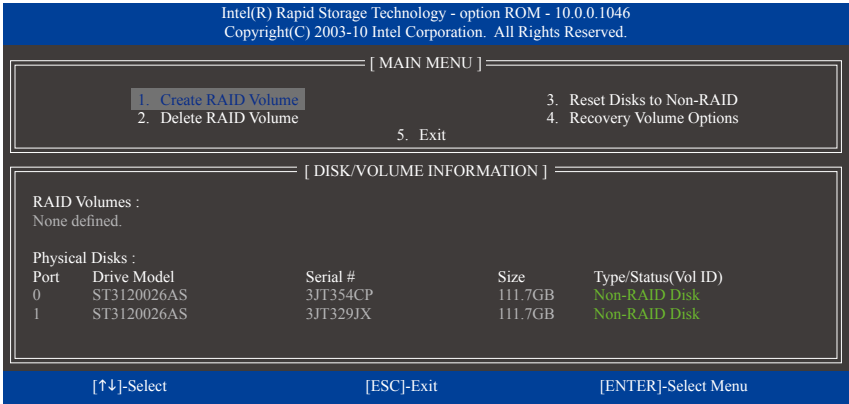 Intel(R) Rapid Storage Technology - option ROM - 10.0.0.1046
Copyright(C) 2003-10 Intel Corporation. All Rights Reserved.
[ MAIN MENU ]
1. Create RAID Volume 3. Reset Disks to Non-RAID
2. Delete RAID Volume 4. Recovery Volume Options
5. Exit
[ DISK/VOLUME INFORMATION ]
RAID Volumes :
None defined.
Physical Disks :
Port Drive Model Serial # Size Type/Status(Vol ID)
0 ST3120026AS 3JT354CP 111.7GB Non-RAID Disk
1 ST3120026AS 3JT329JX 111.7GB Non-RAID Disk
[↑↓]-Select [ESC]-Exit [ENTER]-Select Menu